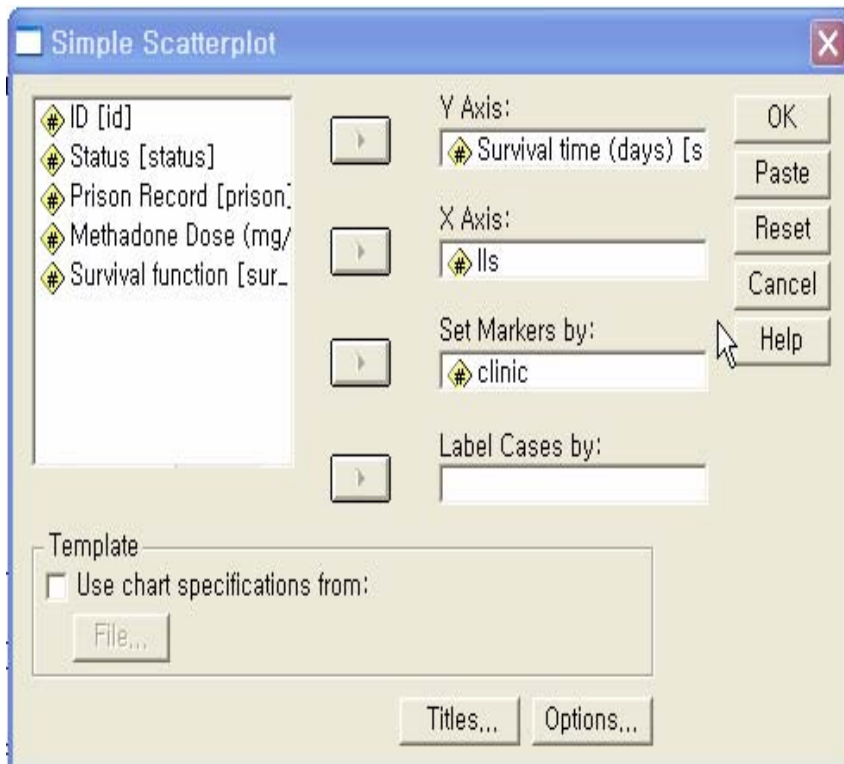 Simple Scatterplot
ID [id]
Status [status]
Prison Record [prison]
Methadone Dose (mg/
Survival function [sur_
Y Axis:
Survival time (days) [s
X Axis:
lls
Set Markers by:
clinic
Label Cases by:
OK
Paste
Reset
Cancel
Help
Template
Use chart specifications from:
File...
Titles...
Options...